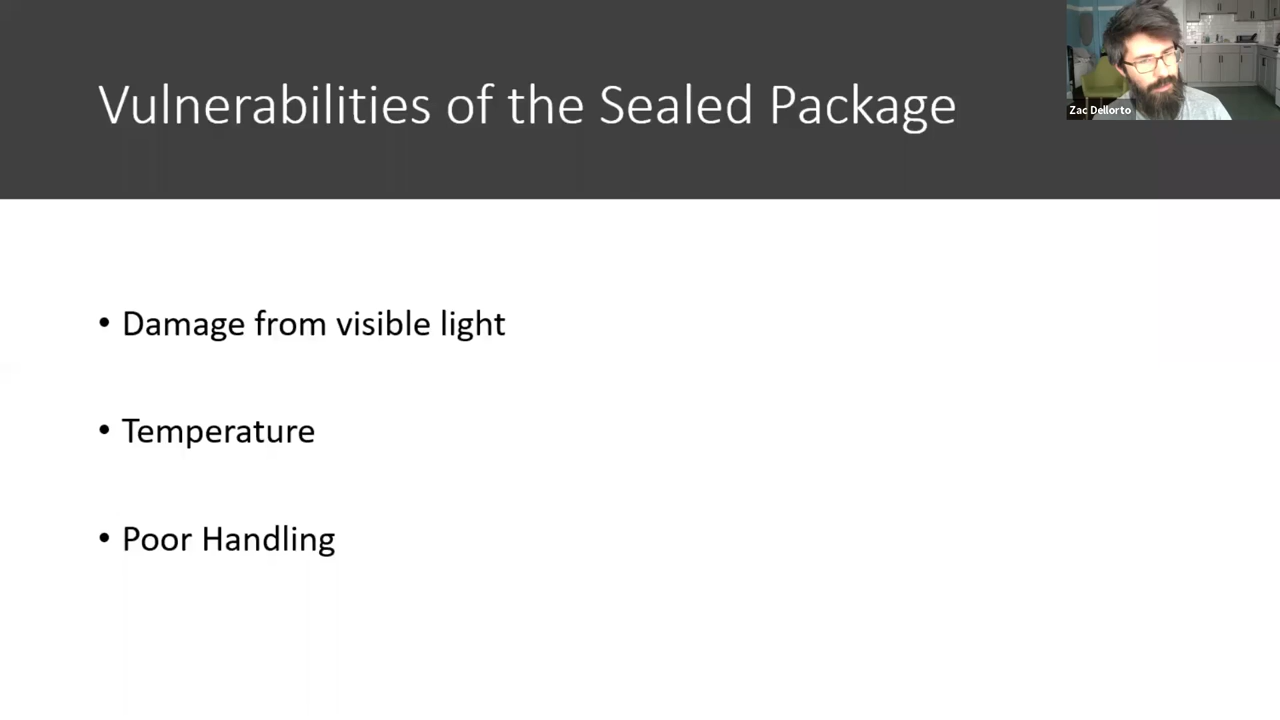 Vulnerabilities of the Sealed Package
Zac Dellorto
• Damage from visible light
• Temperature
• Poor Handling